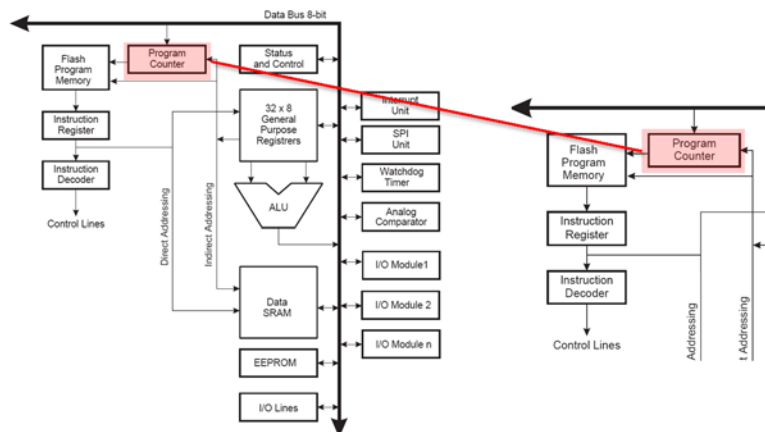 Data Bus 8-bit
Flash
Program
Memory
Program
Counter
Status
and Control
Instruction
Register
32 x 8
General
Purpose
Registrers
Interrupt
Unit
SPI
Unit
Instruction
Decoder
Watchdog
Timer
ALU
Analog
Comparator
Control Lines
Direct Addressing
Indirect Addressing
I/O Module1
Data
SRAM
I/O Module 2
I/O Module n
EEPROM
I/O Lines
Flash
Program
Memory
Program
Counter
Instruction
Register
Instruction
Decoder
Control Lines
Addressing
t Addressing